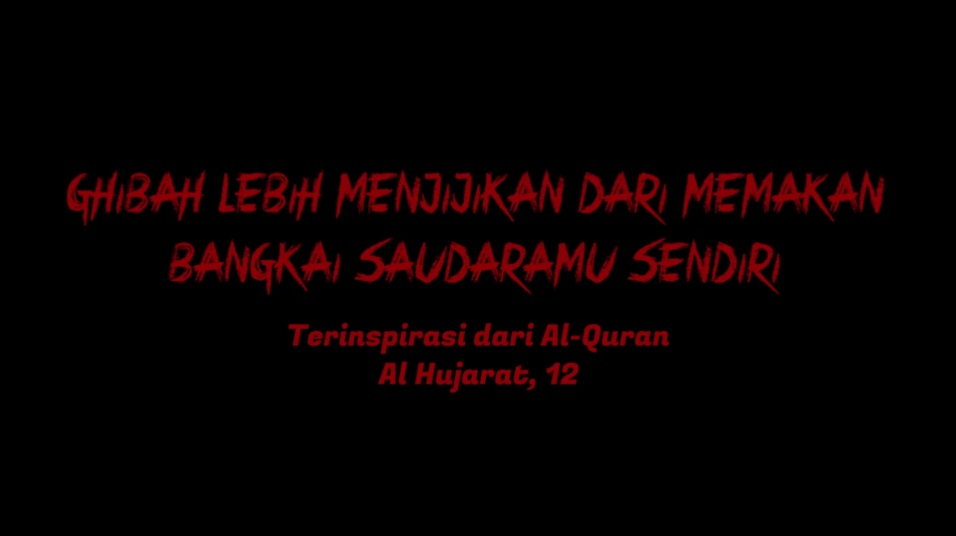 GHIBAH LEBIH MENJIJIKAN DARI MEMAKAN
BANGKAI SAUDARAMU SENDIRI
Terinspirasi dari Al-Quran
Al Hujarat, 12